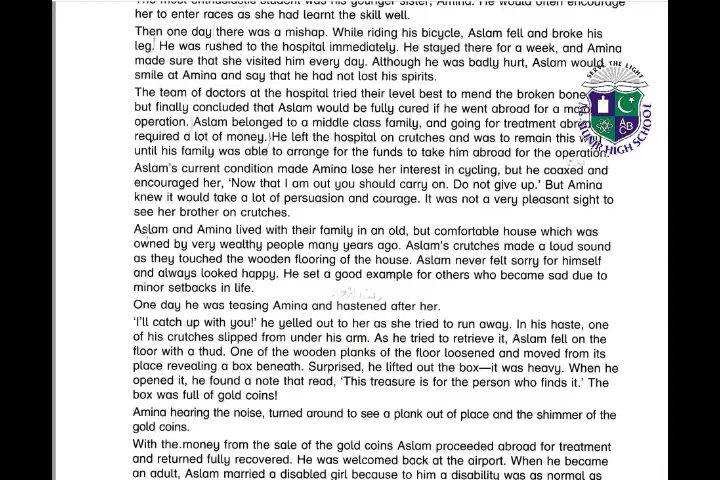 The most enthusiastic student was his younger sister, Amina. He would often encourage
her to enter races as she had learnt the skill well.
Then one day there was a mishap. While riding his bicycle, Aslam fell and broke his
leg. He was rushed to the hospital immediately. He stayed there for a week, and Amina
made sure that she visited him every day. Although he was badly hurt, Aslam would
smile at Amina and say that he had not lost his spirits.
The team of doctors at the hospital tried their level best to mend the broken bone
but finally concluded that Aslam would be fully cured if he went abroad for a
operation. Aslam belonged to a middle class family, and going for treatment
required a lot of money. He left the hospital on crutches and was to remain this
until his family was able to arrange for the funds to take him abroad for the operation.
Aslam's current condition made Amina lose her interest in cycling, but he coaxed and
encouraged her, 'Now that I am out you should carry on. Do not give up.' But Amina
knew it would take a lot of persuasion and courage. It was not a very pleasant sight to
see her brother on crutches.
Aslam and Amina lived with their family in an old, but comfortable house which was
owned by very wealthy people many years ago. Aslam's crutches made a loud sound
as they touched the wooden flooring of the house. Aslam never felt sorry for himself
and always looked happy. He set a good example for others who became sad due to
minor setbacks in life.
One day he was teasing Amina and hastened after her.
'I'll catch up with you!' he yelled out to her as she tried to run away. In his haste, one
of his crutches slipped from under his arm. As he tried to retrieve it, Aslam fell on the
floor with a thud. One of the wooden planks of the floor loosened and moved from its
place revealing a box beneath. Surprised, he lifted out the box—it was heavy. When he
opened it, he found a note that read, 'This treasure is for the person who finds it.' The
box was full of gold coins!
Amina hearing the noise, turned around to see a plank out of place and the shimmer of the
gold coins.
With the money from the sale of the gold coins Aslam proceeded abroad for treatment
and returned fully recovered. He was welcomed back at the airport. When he became
an adult, Aslam married a disabled girl because to him a disability was as normal as
SERVE THE LIGHT
HIGH SCHOOL
A B C